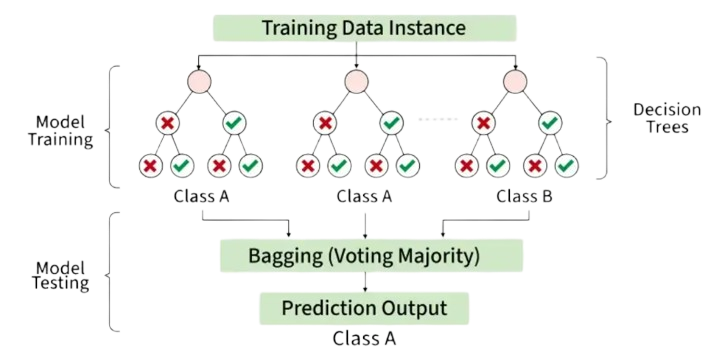 Training Data Instance
Model
Training
Decision
Trees
Class A
Class A
Class B
Bagging (Voting Majority)
Model
Testing
Prediction Output
Class A